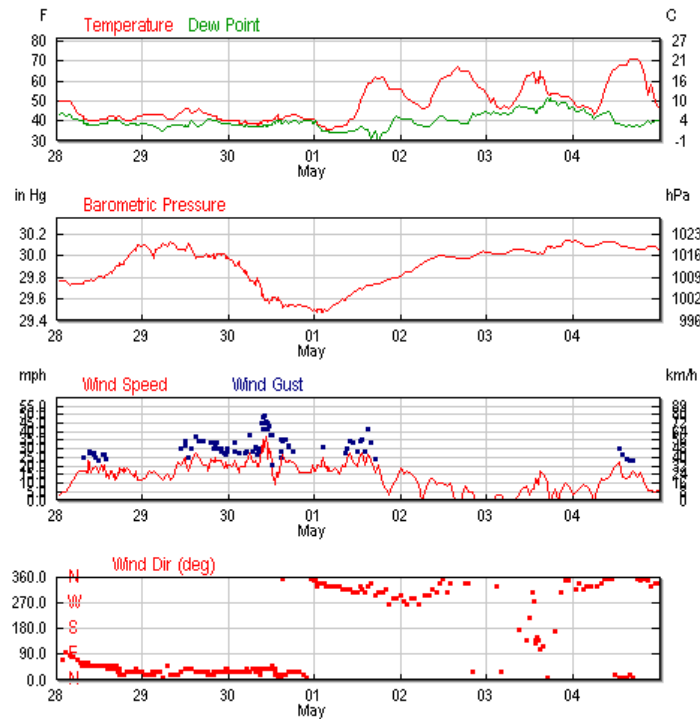 F C
Temperature Dew Point
80 27
70 21
60 16
50 10
40 4
30 -1
28 29 30 01 02 03 04
May
in Hg hPa
Barometric Pressure
30.2 1023
30.0 1016
29.8 1009
29.6 1002
29.4 996
28 29 30 01 02 03 04
May
mph km/h
Wind Speed Wind Gust
20.0
10.0
0.0 0
28 29 30 01 02 03 04
May
Wind Dir (deg)
360.0 N
270.0 W
180.0 S
90.0 E
0.0 N
28 29 30 01 02 03 04
May